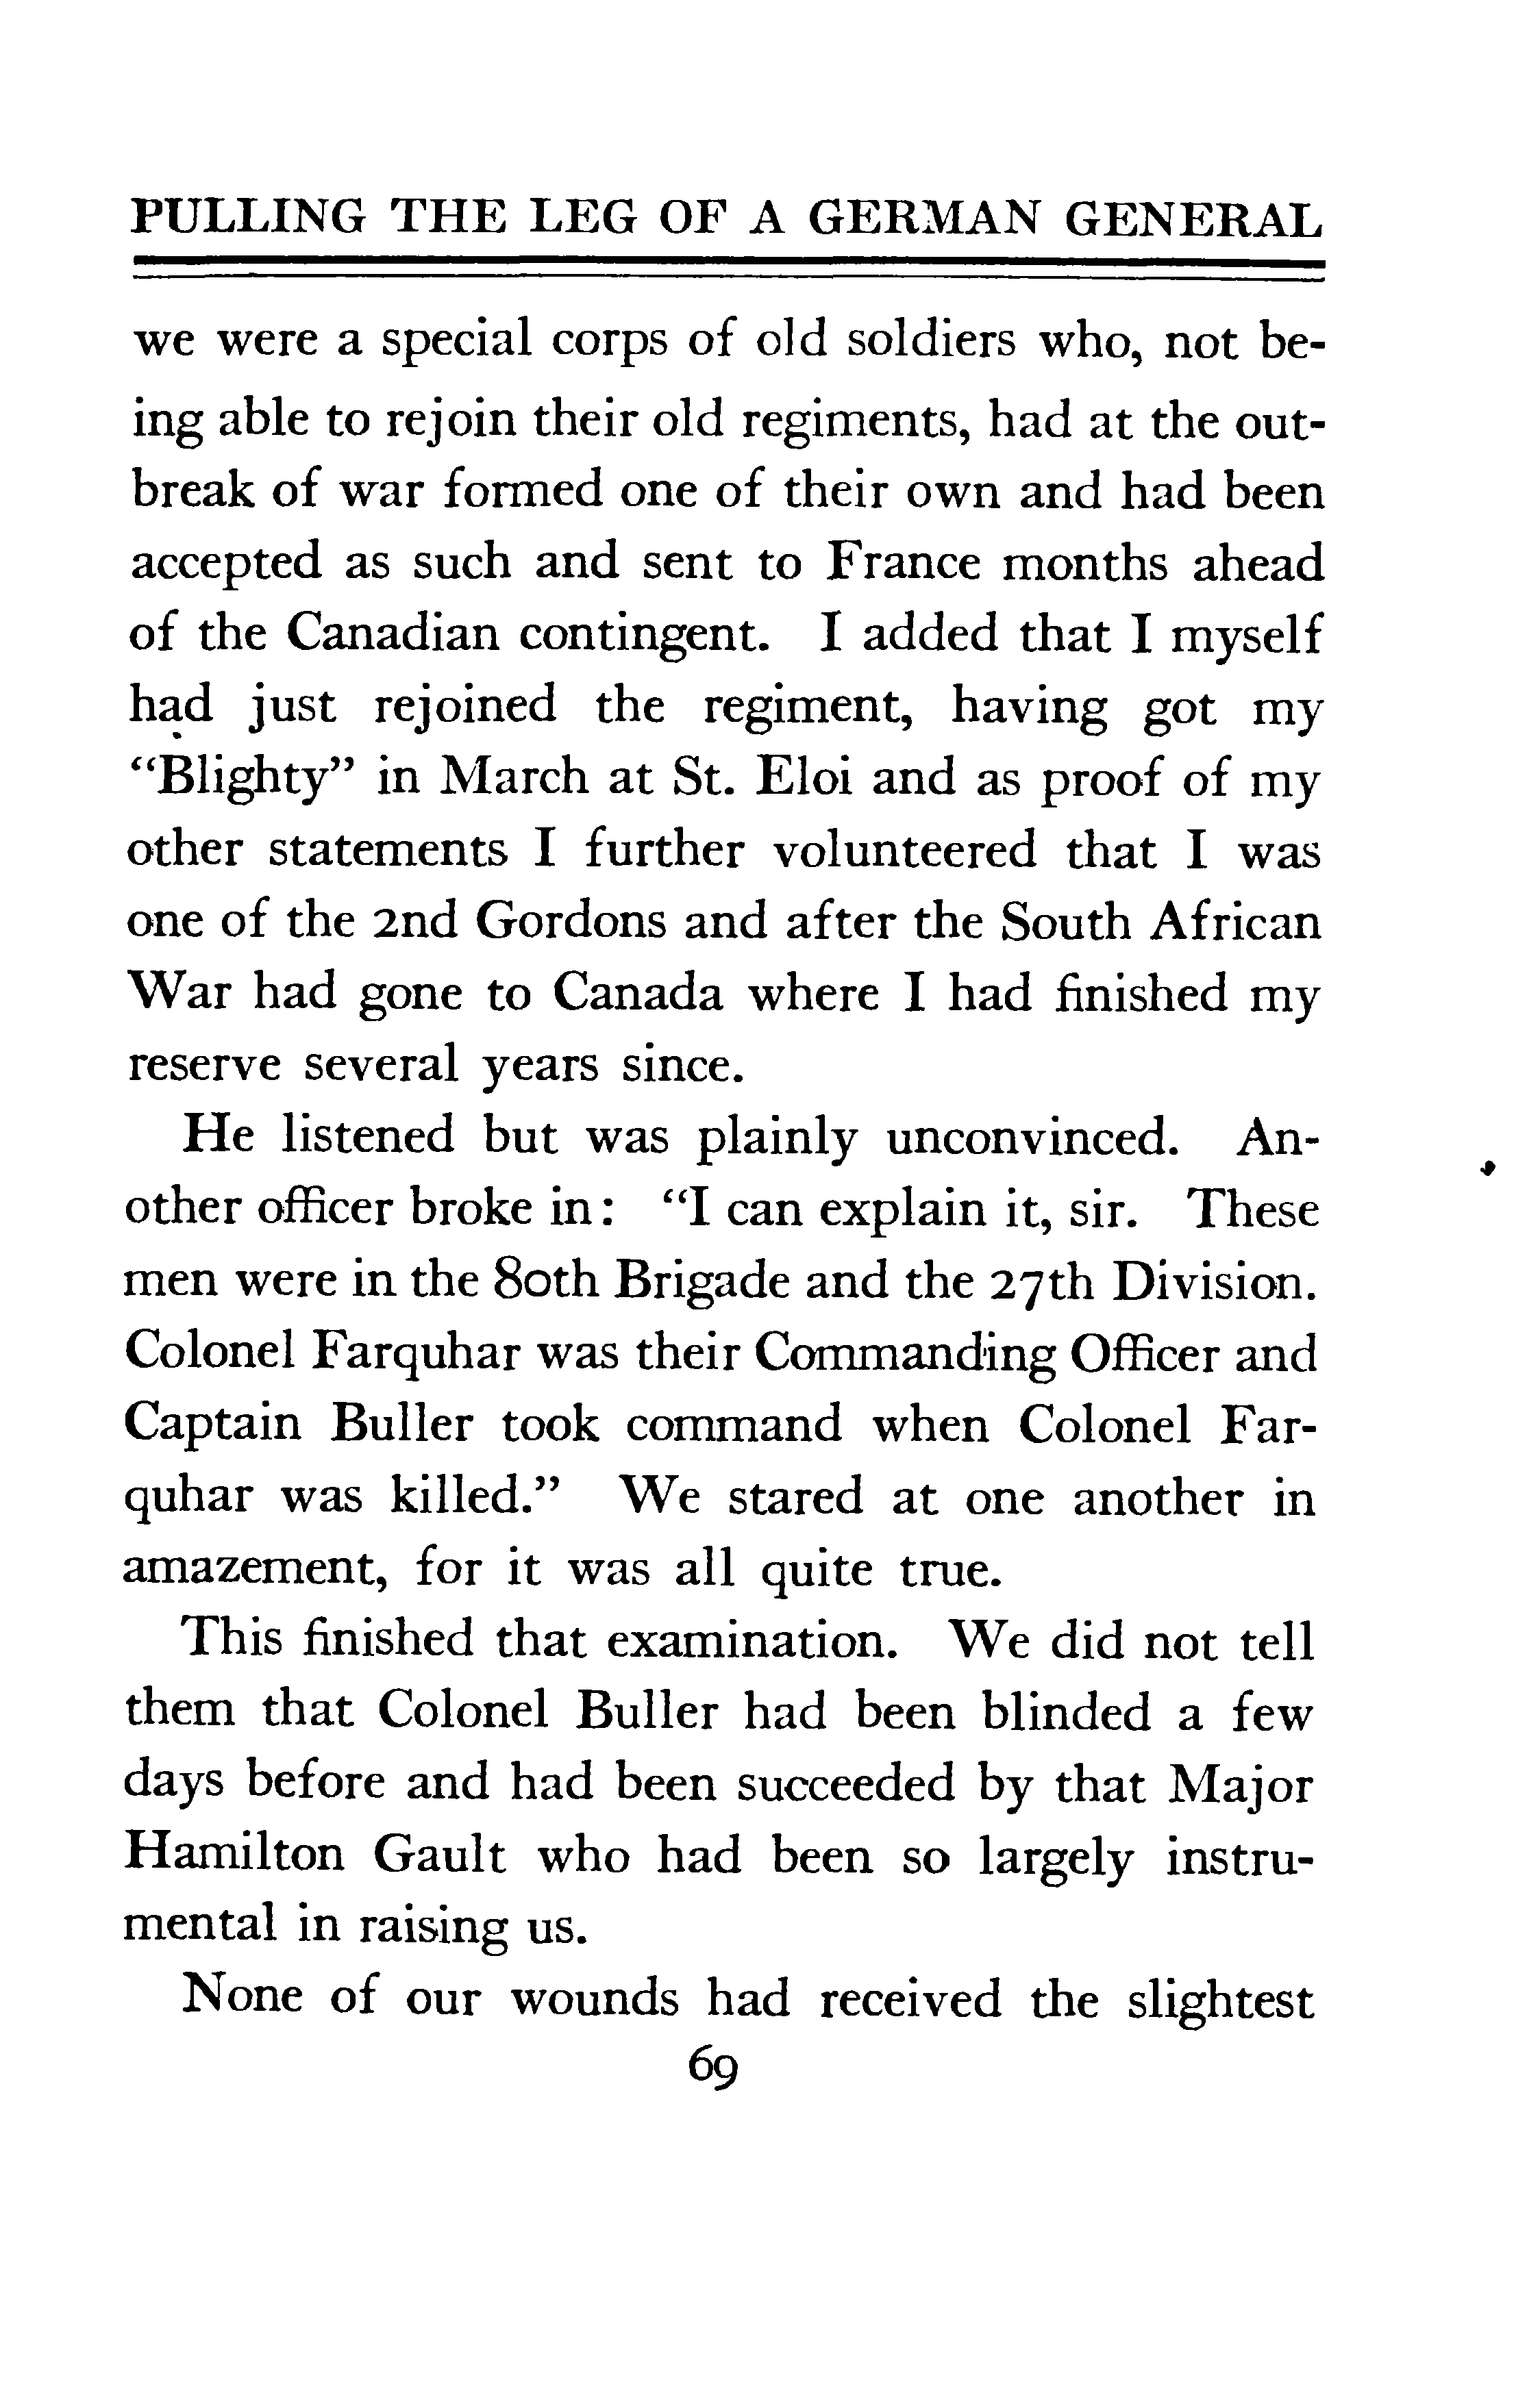 PULLING THE LEG OF A GERMAN GENERAL
we were a special corps of old soldiers who, not be-
ing able to rejoin their old regiments, had at the out-
break of war formed one of their own and had been
accepted as such and sent to France months ahead
of the Canadian contingent. I added that I myself
had just rejoined the regiment, having got my
“Blighty” in March at St. Eloi and as proof of my
other statements I further volunteered that I was
one of the 2nd Gordons and after the South African
War had gone to Canada where I had finished my
reserve several years since.
He listened but was plainly unconvinced. An-
other officer broke in: “I can explain it, sir. These
men were in the 80th Brigade and the 27th Division.
Colonel Farquhar was their Commanding Officer and
Captain Buller took command when Colonel Far-
quhar was killed.” We stared at one another in
amazement, for it was all quite true.
This finished that examination. We did not tell
them that Colonel Buller had been blinded a few
days before and had been succeeded by that Major
Hamilton Gault who had been so largely instru-
mental in raising us.
None of our wounds had received the slightest
69